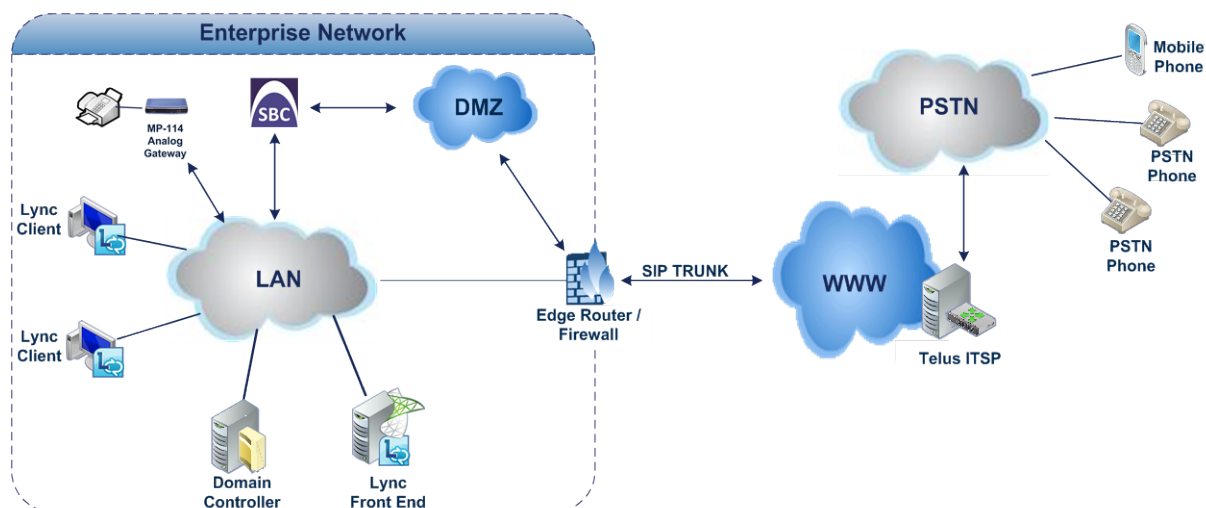 Enterprise Network
MP-114
Analog
Gateway
SBC
DMZ
Lync
Client
LAN
Lync
Client
Domain
Controller
Lync
Front End
Edge Router /
Firewall
SIP TRUNK
WWW
Telus ITSP
PSTN
Mobile
Phone
PSTN
Phone
PSTN
Phone